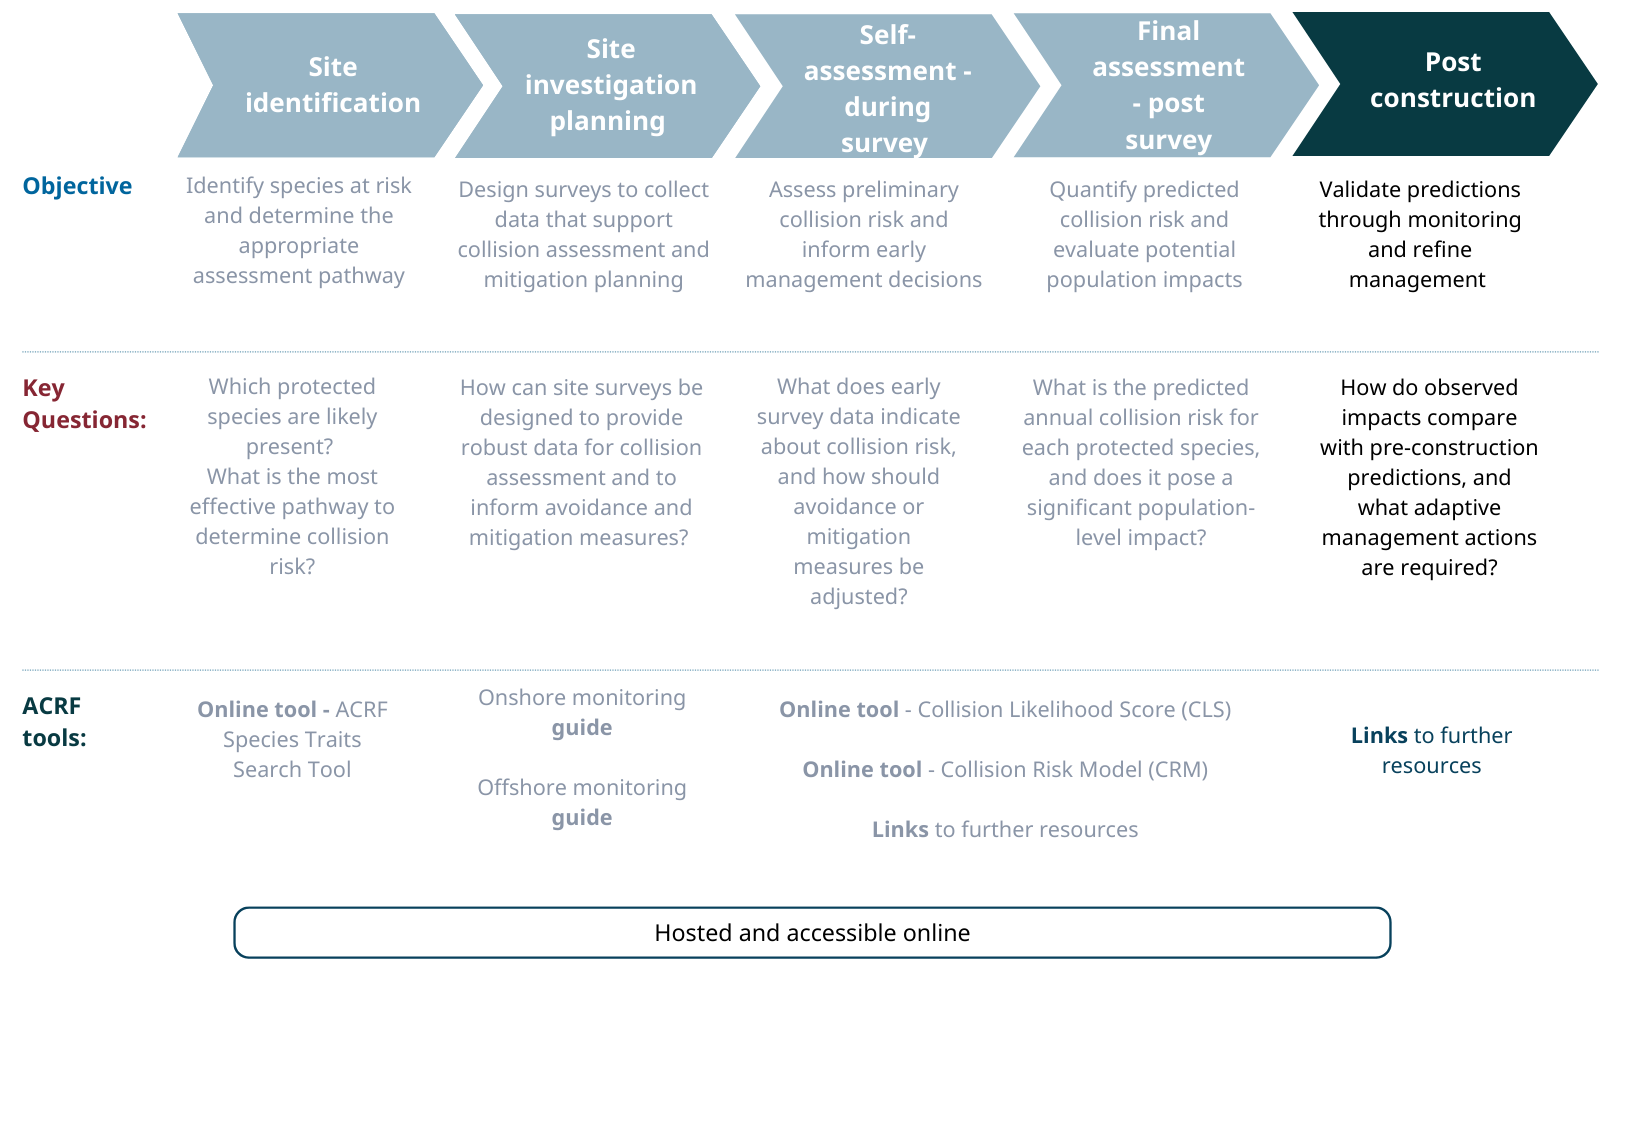 Site
identification
Site
investigation
planning
Self-
assessment -
during
survey
Final
assessment
- post
survey
Post
construction
Objective
Identify species at risk
and determine the
appropriate
assessment pathway
Design surveys to collect
data that support
collision assessment and
mitigation planning
Assess preliminary
collision risk and
inform early
management decisions
Quantify predicted
collision risk and
evaluate potential
population impacts
Validate predictions
through monitoring
and refine
management
Key
Questions:
Which protected
species are likely
present?
What is the most
effective pathway to
determine collision
risk?
How can site surveys be
designed to provide
robust data for collision
assessment and to
inform avoidance and
mitigation measures?
What does early
survey data indicate
about collision risk,
and how should
avoidance or
mitigation
measures be
adjusted?
What is the predicted
annual collision risk for
each protected species,
and does it pose a
significant population-
level impact?
How do observed
impacts compare
with pre-construction
predictions, and
what adaptive
management actions
are required?
ACRF
tools:
Online tool - ACRF
Species Traits
Search Tool
Onshore monitoring
guide
Offshore monitoring
guide
Online tool - Collision Likelihood Score (CLS)
Online tool - Collision Risk Model (CRM)
Links to further resources
Links to further
resources
Hosted and accessible online